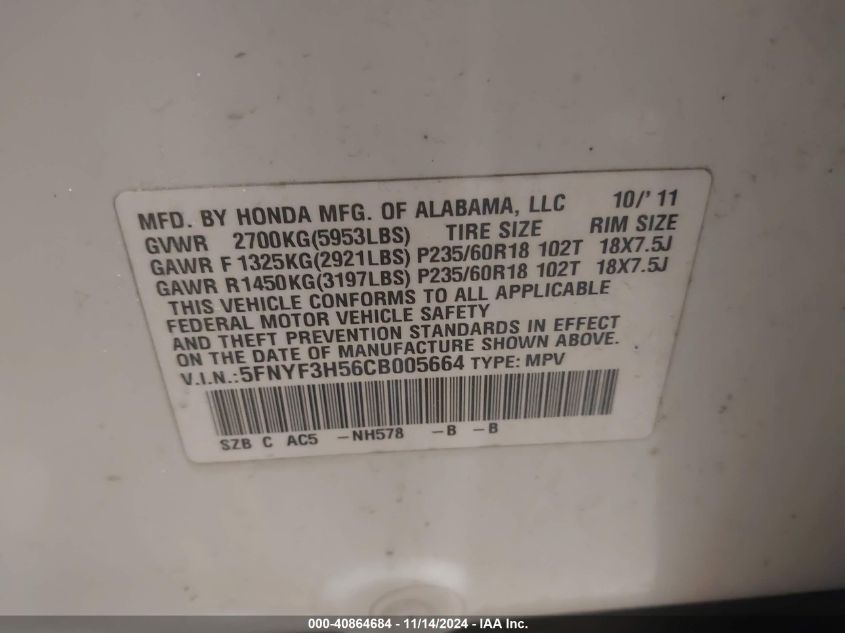 MFD. BY HONDA MFG. OF ALABAMA, LLC 10/'11
GVWR 2700KG(5953LBS) TIRE SIZE RIM SIZE
GAWR F 1325KG(2921LBS) P235/60R18 102T 18X7.5J
GAWR R1450KG(3197LBS) P235/60R18 102T 18X7.5J
THIS VEHICLE CONFORMS TO ALL APPLICABLE
FEDERAL MOTOR VEHICLE SAFETY
AND THEFT PREVENTION STANDARDS IN EFFECT
ON THE DATE OF MANUFACTURE SHOWN ABOVE.
V.I.N.:5FNYF3H56CB005664 TYPE: MPV
SZB C AC5 -NH578 -B -B
000-40864684 - 11/14/2024 - IAA Inc.